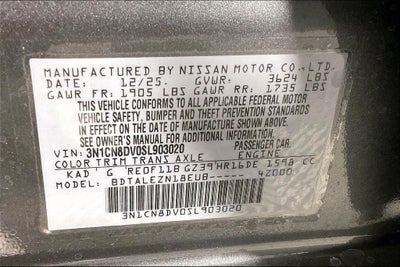 MANUFACTURED BY NISSAN MOTOR CO.,LTD.
DATE: 12/25. GVWR: 3624 LBS
GAWR FR: 1905 LBS GAWR RR: 1735 LBS
THIS VEHICLE CONFORMS TO ALL APPLICABLE FEDERAL MOTOR
VEHICLE SAFETY, BUMPER AND THEFT PREVENTION STANDARDS
IN EFFECT ON THE DATE OF MANUFACTURE SHOWN ABOVE.
SEE OWNER'S MANUAL FOR ADDITIONAL INFORMATION
VIN: 3N1CN8DV0SL903020 PASSENGER CAR
COLOR TRIM TRANS AXLE ENGINE
KAD G RE0F11B GZ39 HR16DE 1598 CC
MODEL: BDTALEZN18EU8------ 4Z000
3N1CN8DV0SL903020